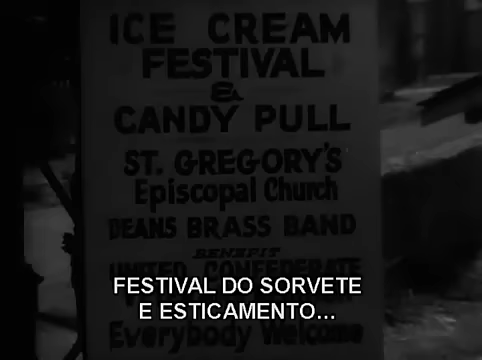 ICE CREAM
FESTIVAL
&
CANDY PULL
ST. GREGORY'S
Episcopal Church
DEANS BRASS BAND
BENEFIT
UNITED CONFEDERATE
FESTIVAL DO SORVETE
E ESTICAMENTO...
Everybody Welcome